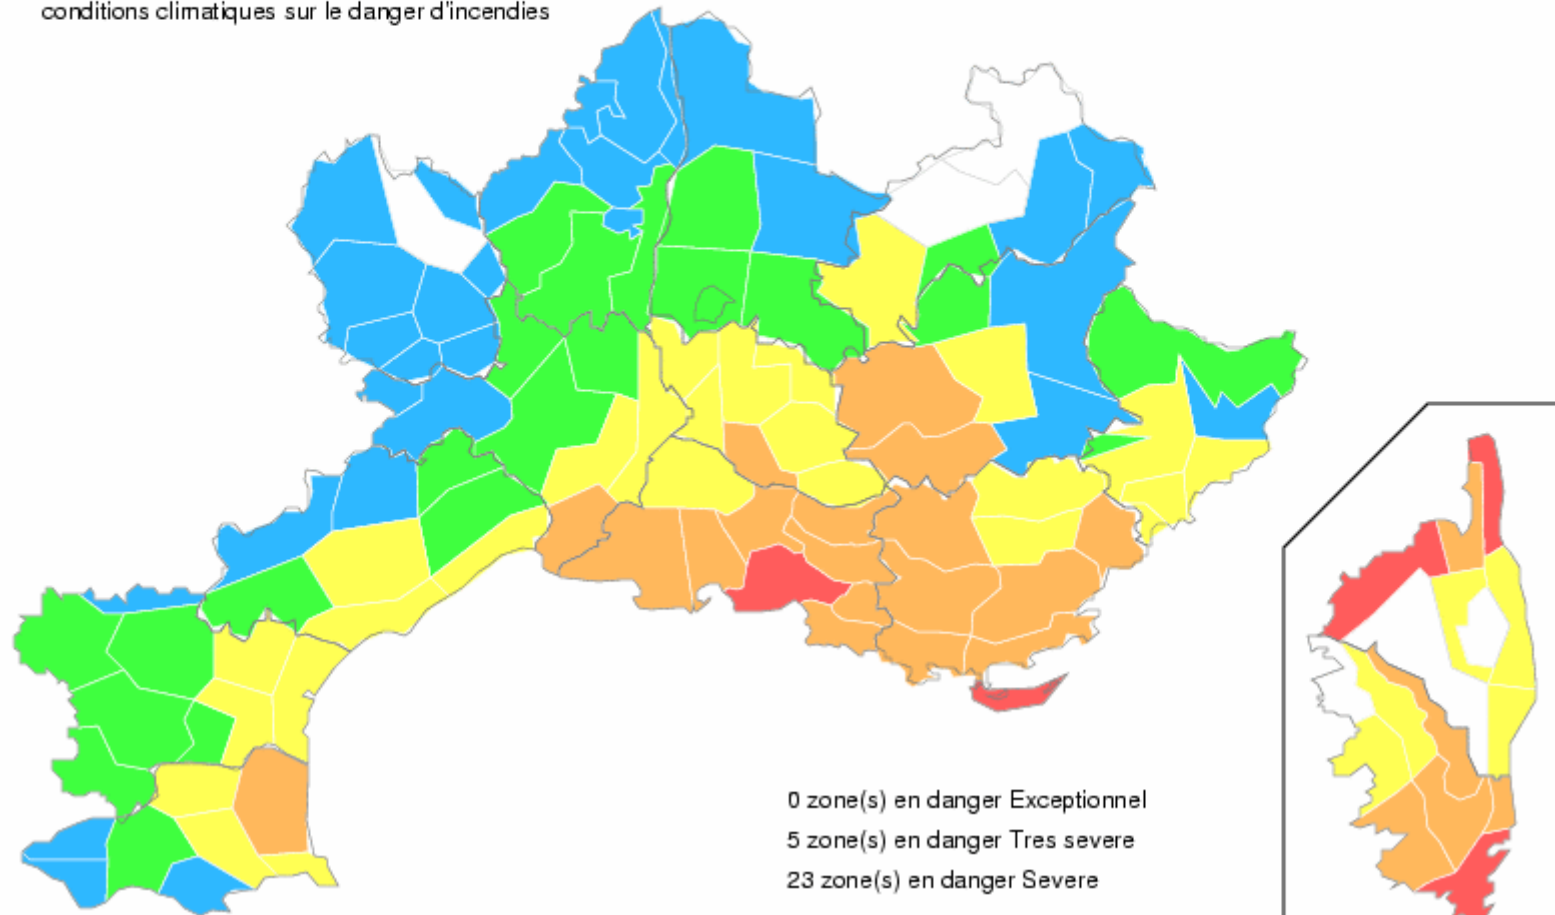 conditions climatiques sur le danger d'incendies
0 zone(s) en danger Exceptionnel
5 zone(s) en danger Tres severe
23 zone(s) en danger Severe